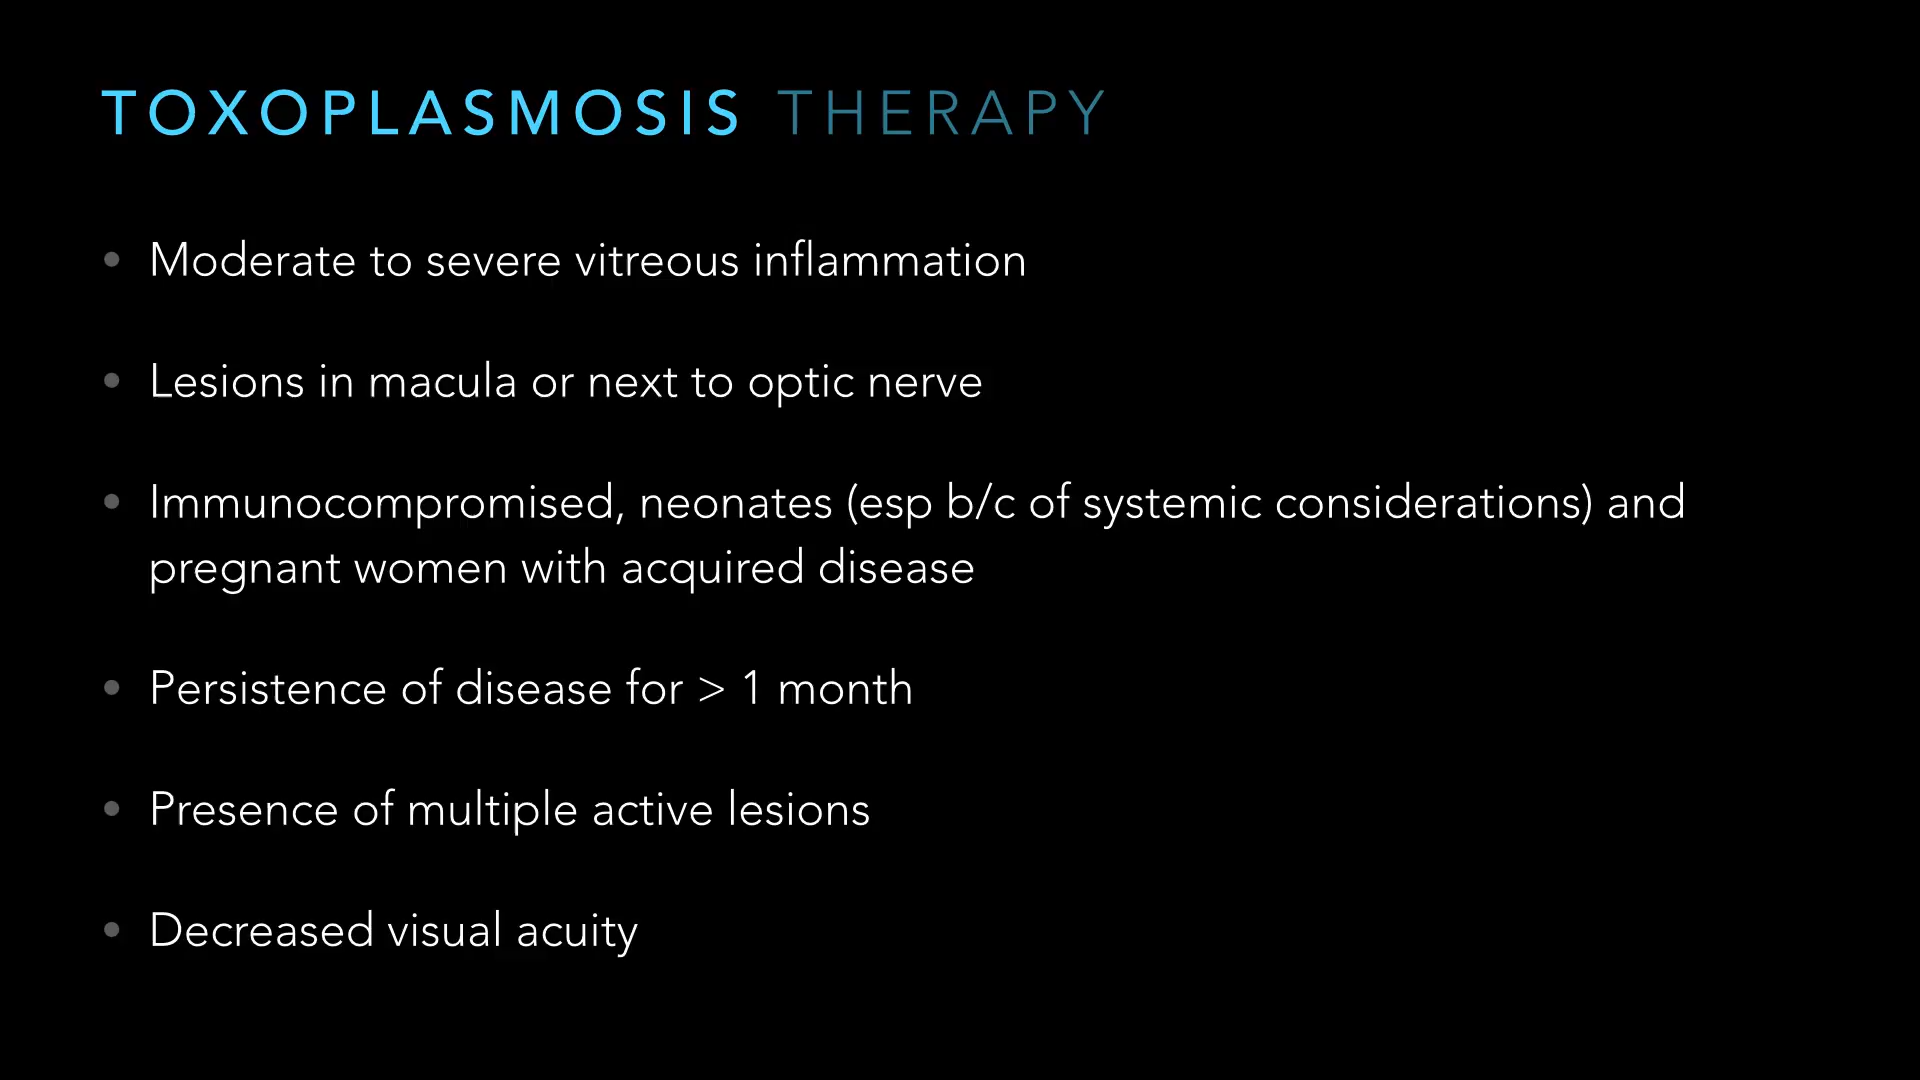 TOXOPLASMOSIS THERAPY
• Moderate to severe vitreous inflammation
• Lesions in macula or next to optic nerve
• Immunocompromised, neonates (esp b/c of systemic considerations) and
pregnant women with acquired disease
• Persistence of disease for > 1 month
• Presence of multiple active lesions
• Decreased visual acuity